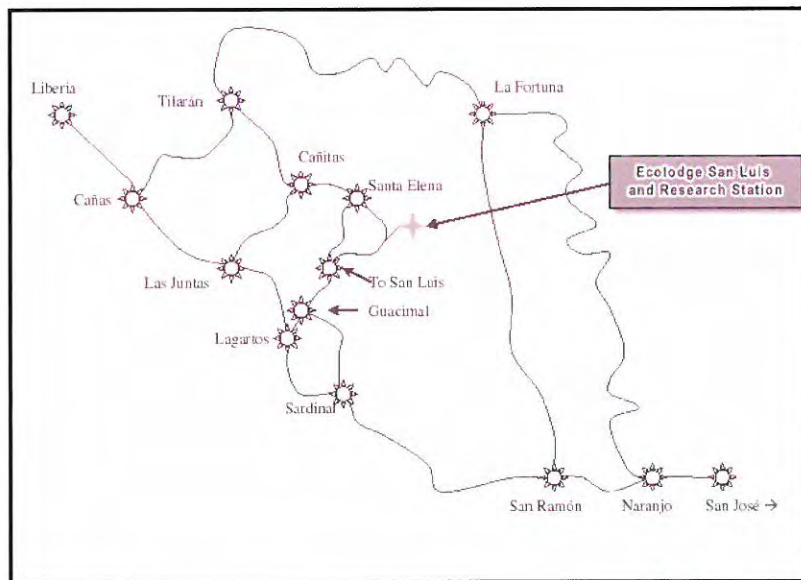 Liberia
Tilarán
La Fortuna
Cañitas
Santa Elena
Ecolodge San Luis
and Research Station
Cañas
Las Juntas
To San Luis
Guacimal
Lagartos
Sardinal
San Ramón
Naranjo
San José →